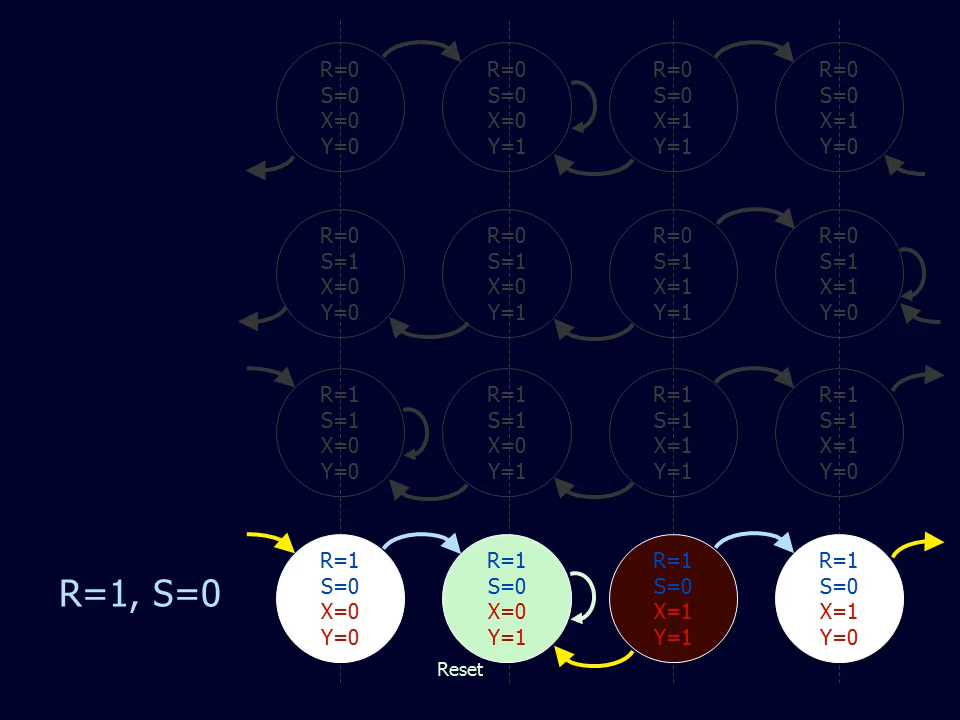 R=0 R=0 R=0 R=0
S=0 S=0 S=0 S=0
X=0 X=0 X=1 X=1
Y=0 Y=1 Y=1 Y=0
R=0 R=0 R=0 R=0
S=1 S=1 S=1 S=1
X=0 X=0 X=1 X=1
Y=0 Y=1 Y=1 Y=0
R=1 R=1 R=1 R=1
S=1 S=1 S=1 S=1
X=0 X=0 X=1 X=1
Y=0 Y=1 Y=1 Y=0
R=1, S=0
R=1 R=1 R=1 R=1
S=0 S=0 S=0 S=0
X=0 X=0 X=1 X=1
Y=0 Y=1 Y=1 Y=0
Reset